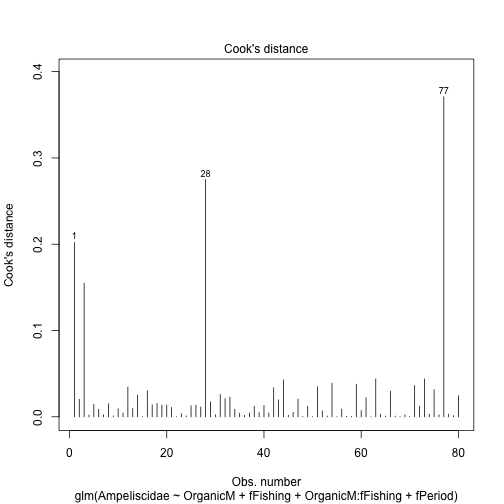 Cook's distance
0.4
77
0.3
28
Cook's distance
0.2
1
0.1
0.0
0 20 40 60 80
Obs. number
glm(Ampeliscidae ~ OrganicM + fFishing + OrganicM:fFishing + fPeriod)